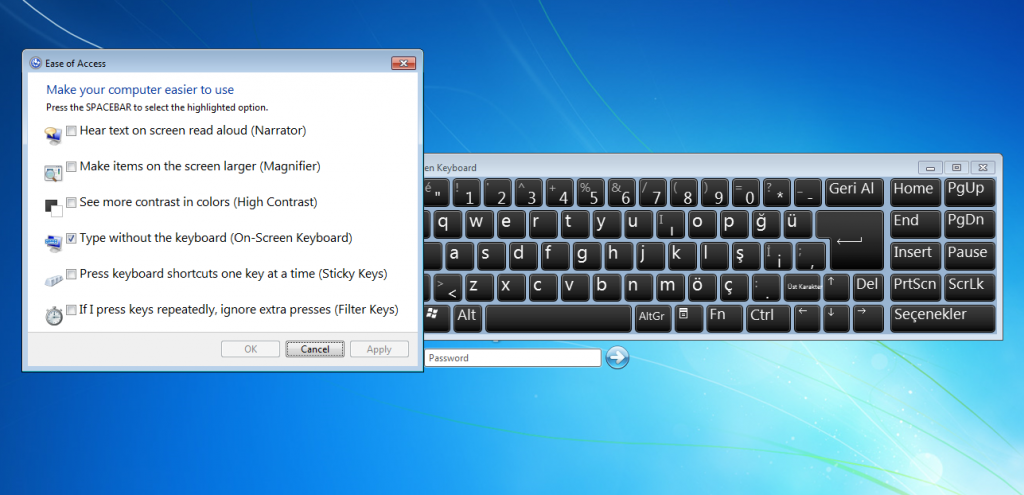 Ease of Access
Make your computer easier to use
Press the SPACEBAR to select the highlighted option.
Hear text on screen read aloud (Narrator)
Make items on the screen larger (Magnifier)
See more contrast in colors (High Contrast)
Type without the keyboard (On-Screen Keyboard)
Press keyboard shortcuts one key at a time (Sticky Keys)
If I press keys repeatedly, ignore extra presses (Filter Keys)
OK Cancel Apply
en Keyboard
é " ! 1 ' 2 ^ 3 + 4 % 5 & 6 / 7 ( 8 ) 9 = 0 ? * _ - Geri Al Home PgUp
q w e r t y u I ı o p ğ ü End PgDn
a s d f g h j k l ş İ i ; , Insert Pause
> < z x c v b n m ö ç : . Üst Karakter ↑ Del PrtScn ScrLk
Alt AltGr Fn Ctrl ← ↓ → Seçenekler
Password